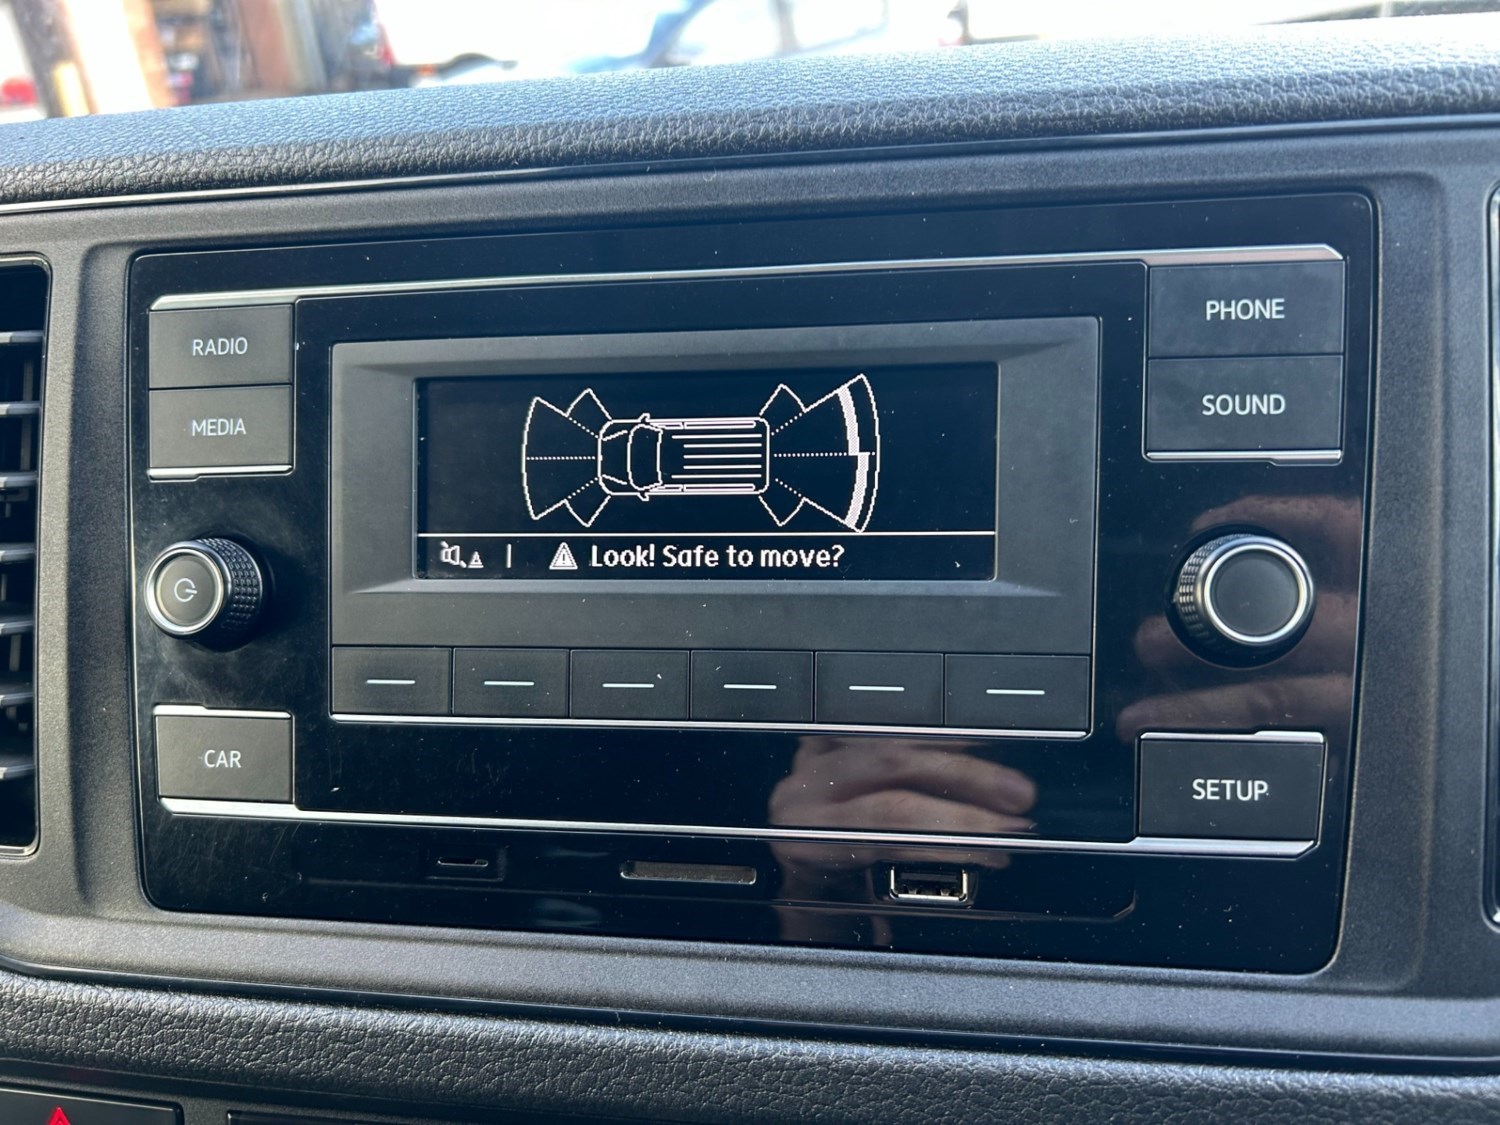 RADIO
MEDIA
PHONE
SOUND
Look! Safe to move?
CAR
SETUP